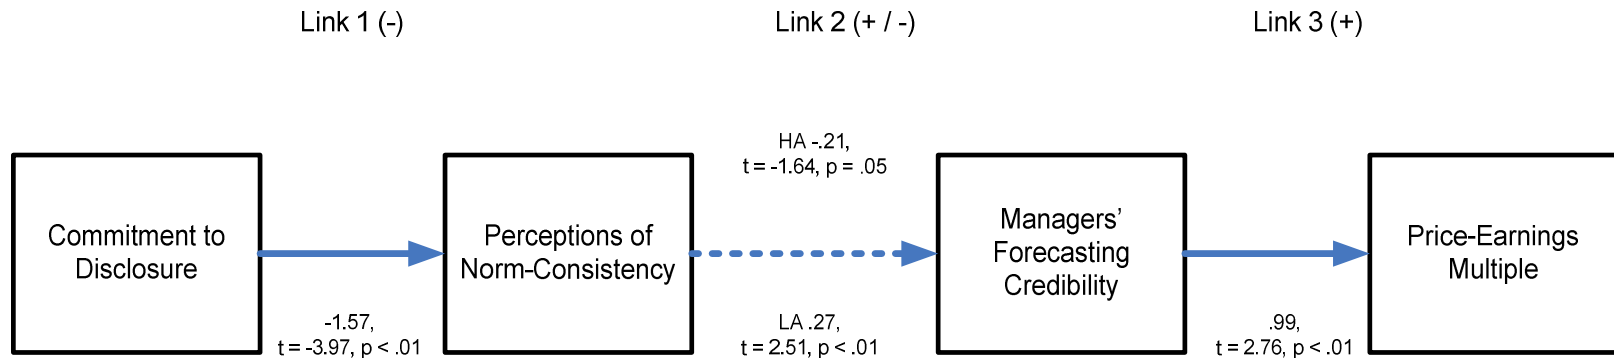 Link 1 (-)
Link 2 (+ / -)
Link 3 (+)
HA -.21,
t = -1.64, p = .05
Commitment to
Disclosure
Perceptions of
Norm-Consistency
Managers’
Forecasting
Credibility
Price-Earnings
Multiple
-1.57,
t = -3.97, p < .01
LA .27,
t = 2.51, p < .01
.99,
t = 2.76, p < .01